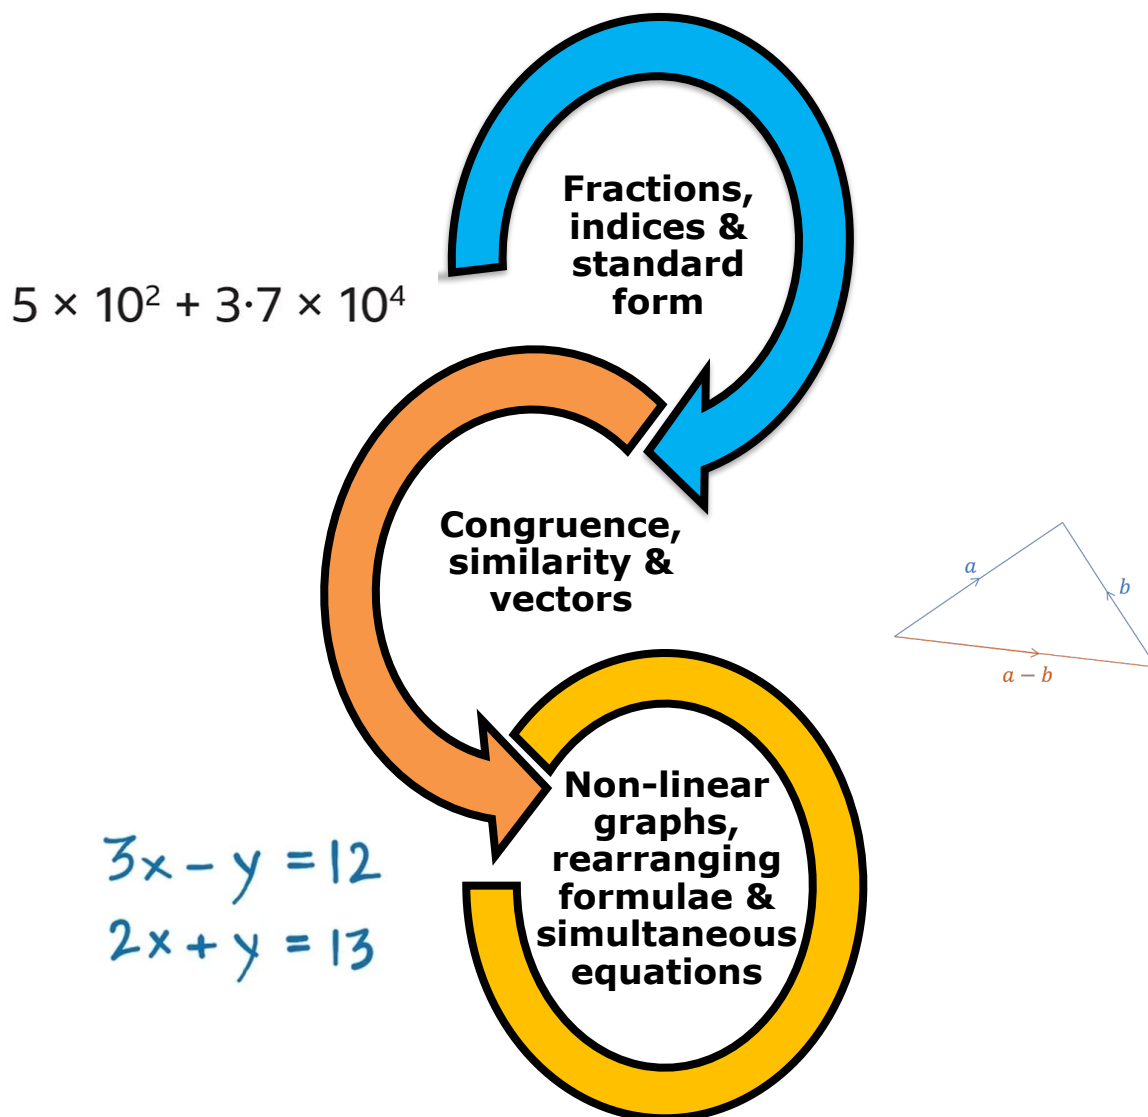 Fractions,
indices &
standard
form
5 × 10² + 3·7 × 10⁴
Congruence,
similarity &
vectors
a
b
a − b
Non-linear
graphs,
rearranging
formulae &
simultaneous
equations
3x − y = 12
2x + y = 13